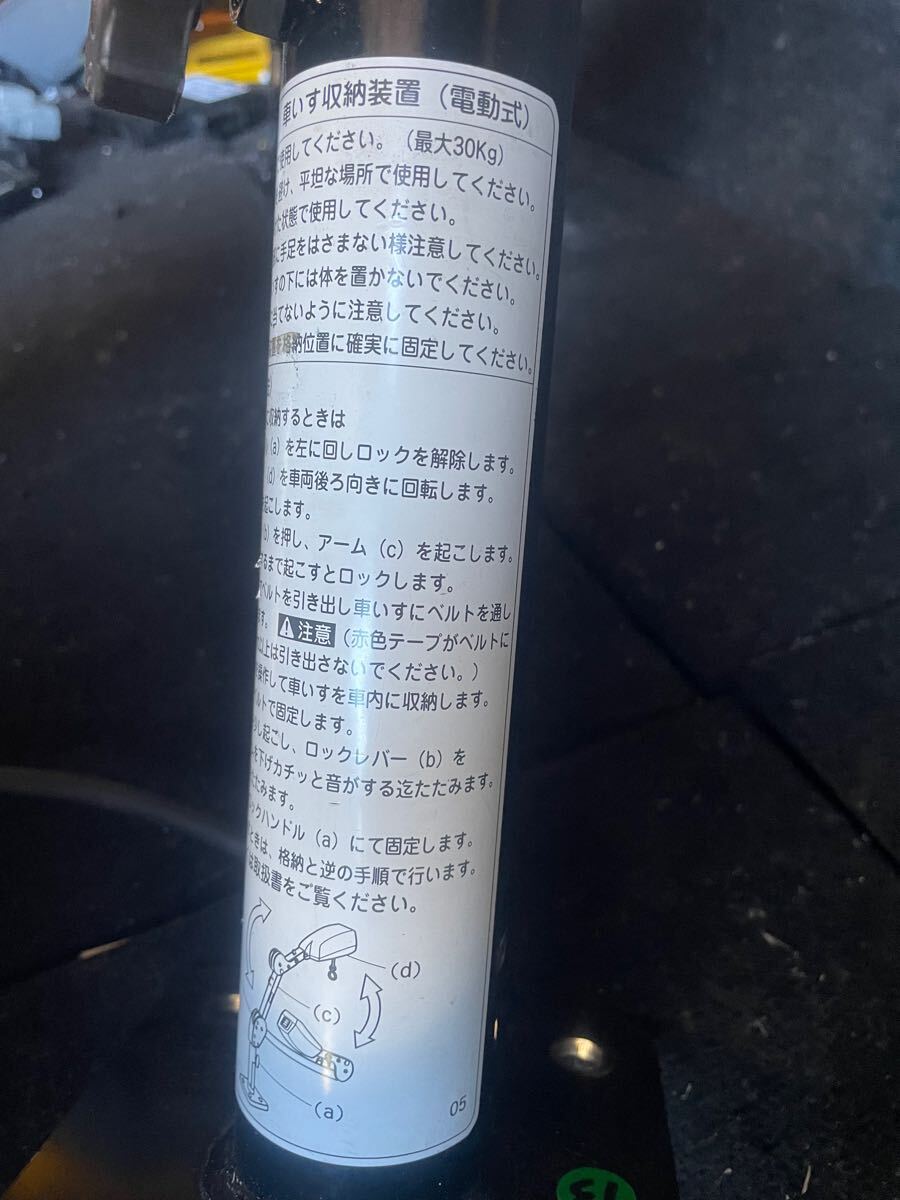 車いす収納装置（電動式）
使用してください。（最大30Kg）
避け、平坦な場所で使用してください。
た状態で使用してください。
に手足をはさまない様注意してください。
すの下には体を置かないでください。
当てないように注意してください。
格納位置に確実に固定してください。
に収納するときは
（a）を左に回しロックを解除します。
（d）を車両後ろ向きに回転します。
起こします。
（b）を押し、アーム（c）を起こします。
るまで起こすとロックします。
ベルトを引き出し車いすにベルトを通し
す。⚠注意（赤色テープがベルトに
以上は引き出さないでください。）
操作して車いすを車内に収納します。
ルトで固定します。
少し起こし、ロックレバー（b）を
を下げカチッと音がする迄たたみます。
たみます。
ックハンドル（a）にて固定します。
ときは、格納と逆の手順で行います。
は取扱書をご覧ください。
(d)
(c)
(a)
05